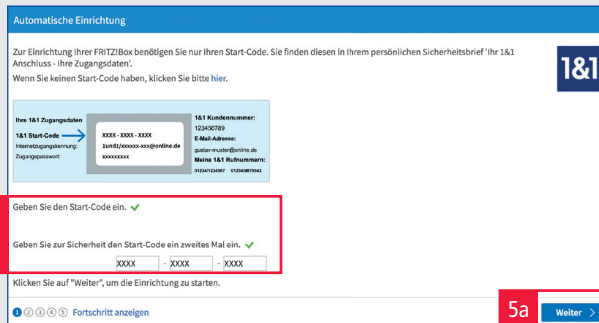 Automatische Einrichtung
Zur Einrichtung Ihrer FRITZ!Box benötigen Sie nur Ihren Start-Code. Sie finden diesen in Ihrem persönlichen Sicherheitsbrief 'Ihr 1&1
Anschluss - Ihre Zugangsdaten'.
Wenn Sie keinen Start-Code haben, klicken Sie bitte hier.
1&1
Ihre 1&1 Zugangsdaten
1&1 Start-Code
Internetzugangskennung:
Zugangspasswort:
XXXX - XXXX - XXXX
1und1/xxxxxx-xxx@online.de
xxxxxxxxx
1&1 Kundennummer:
123456789
E-Mail-Adresse:
gustav-muster@online.de
Meine 1&1 Rufnummern:
012341234567 012345678943
Geben Sie den Start-Code ein.
Geben Sie zur Sicherheit den Start-Code ein zweites Mal ein.
XXXX - XXXX - XXXX
Klicken Sie auf "Weiter", um die Einrichtung zu starten.
1 2 3 4 5 Fortschritt anzeigen
5a Weiter